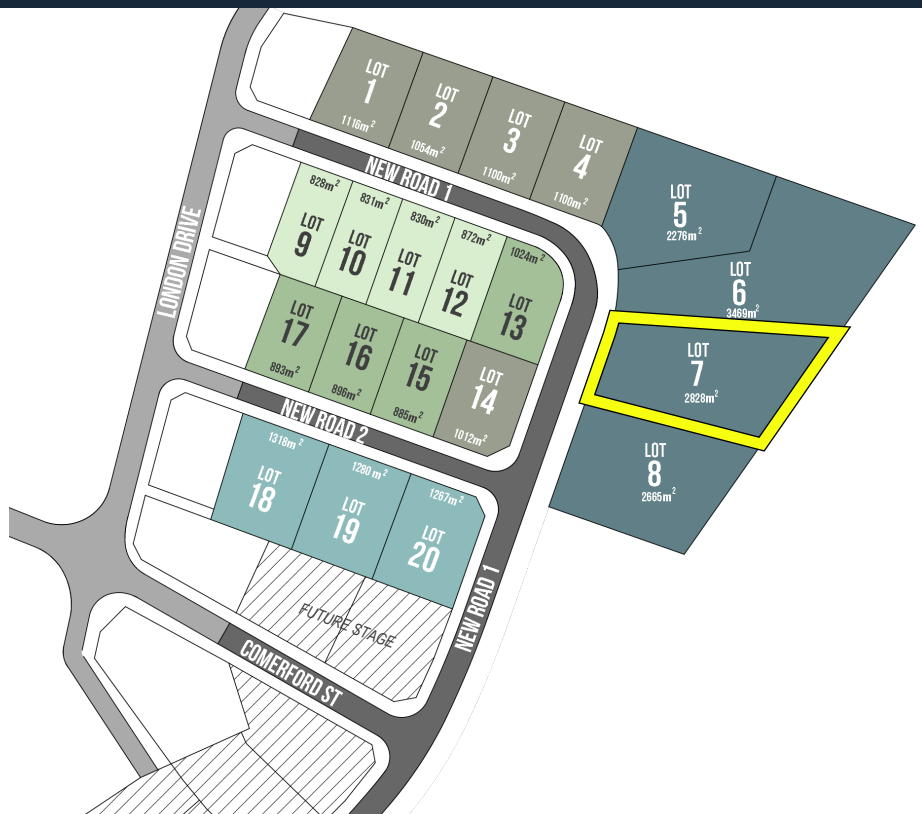 LOT
1
1116m²
LOT
2
1054m²
LOT
3
1100m²
LOT
4
1100m²
LOT
5
2276m²
LOT
6
3469m²
LOT
7
2828m²
LOT
8
2665m²
NEW ROAD 1
LONDON DRIVE
828m²
LOT
9
831m²
LOT
10
830m²
LOT
11
872m²
LOT
12
1024m²
LOT
13
LOT
17
893m²
LOT
16
896m²
LOT
15
885m²
LOT
14
1012m²
NEW ROAD 2
1318m²
LOT
18
1280 m²
LOT
19
1267m²
LOT
20
FUTURE STAGE
NEW ROAD 1
COMERFORD ST